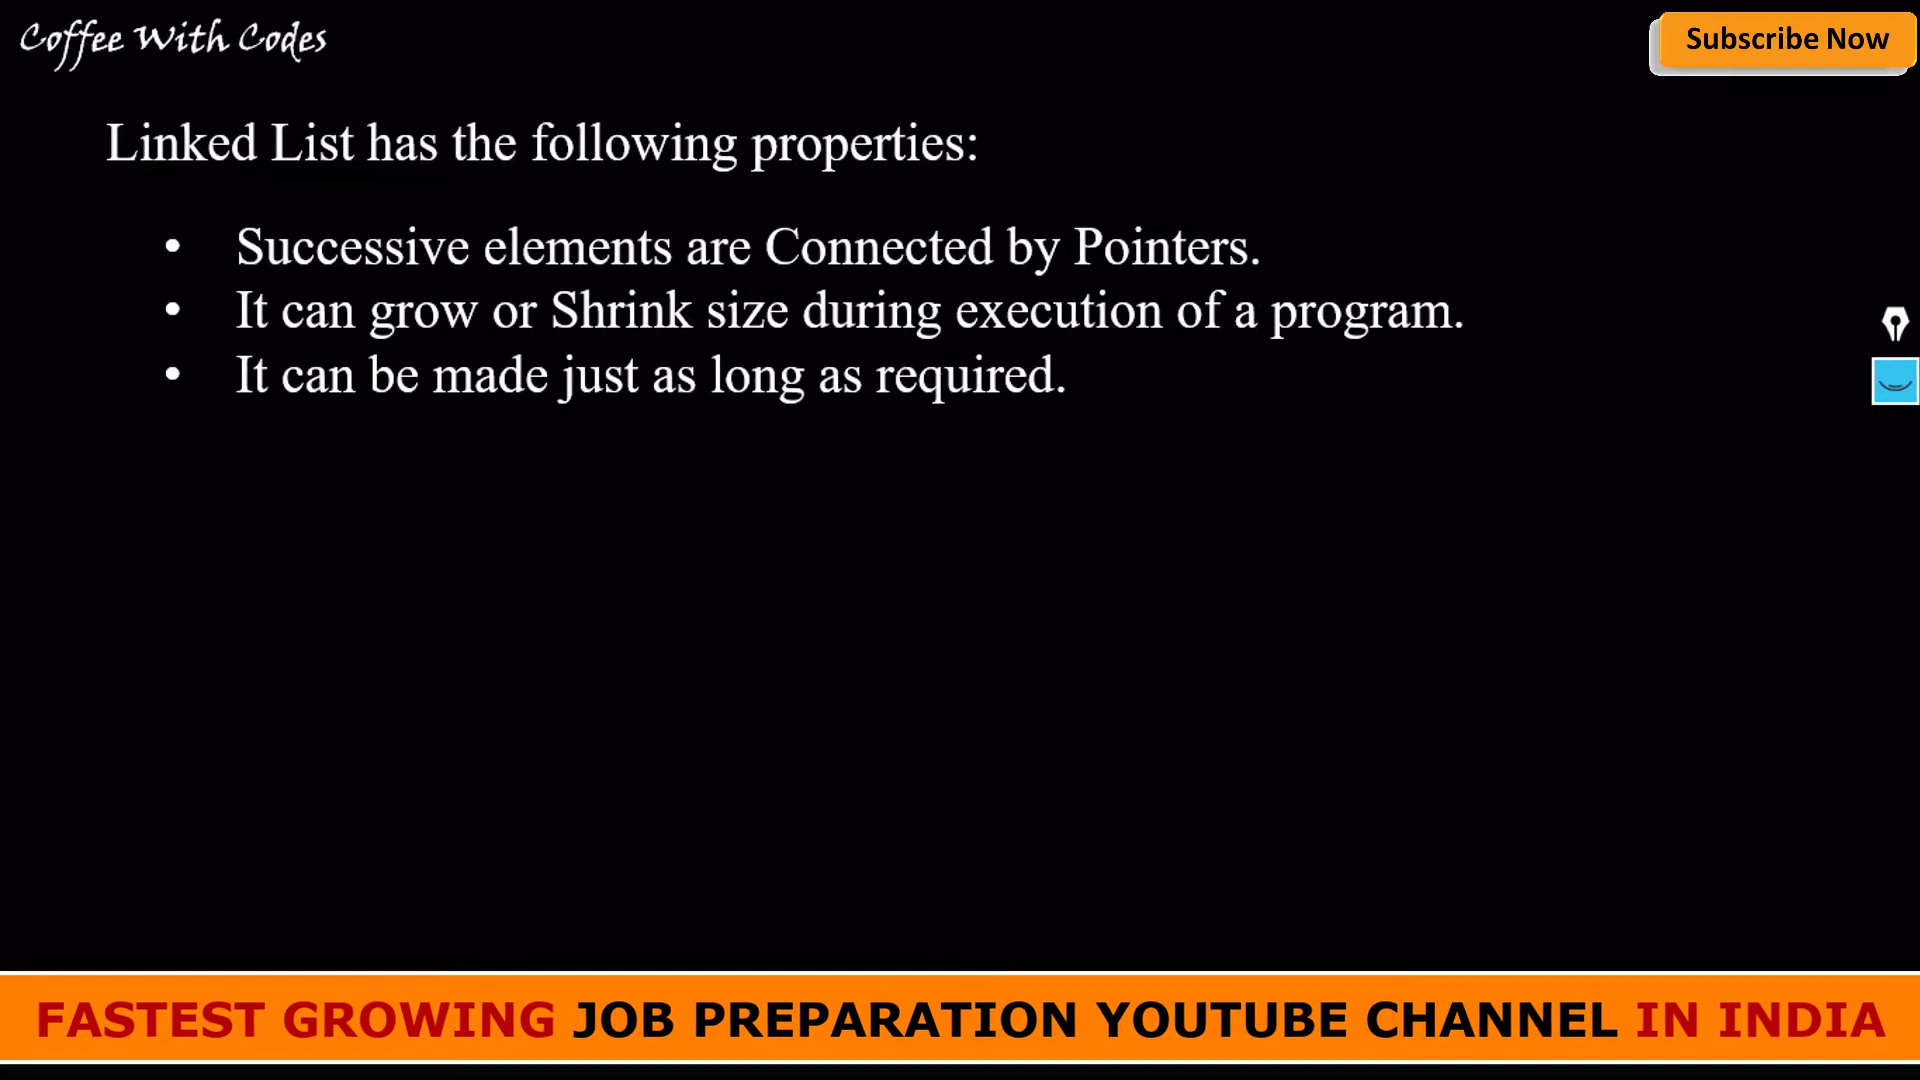 Coffee With Codes
Subscribe Now
Linked List has the following properties:
• Successive elements are Connected by Pointers.
• It can grow or Shrink size during execution of a program.
• It can be made just as long as required.
FASTEST GROWING JOB PREPARATION YOUTUBE CHANNEL IN INDIA